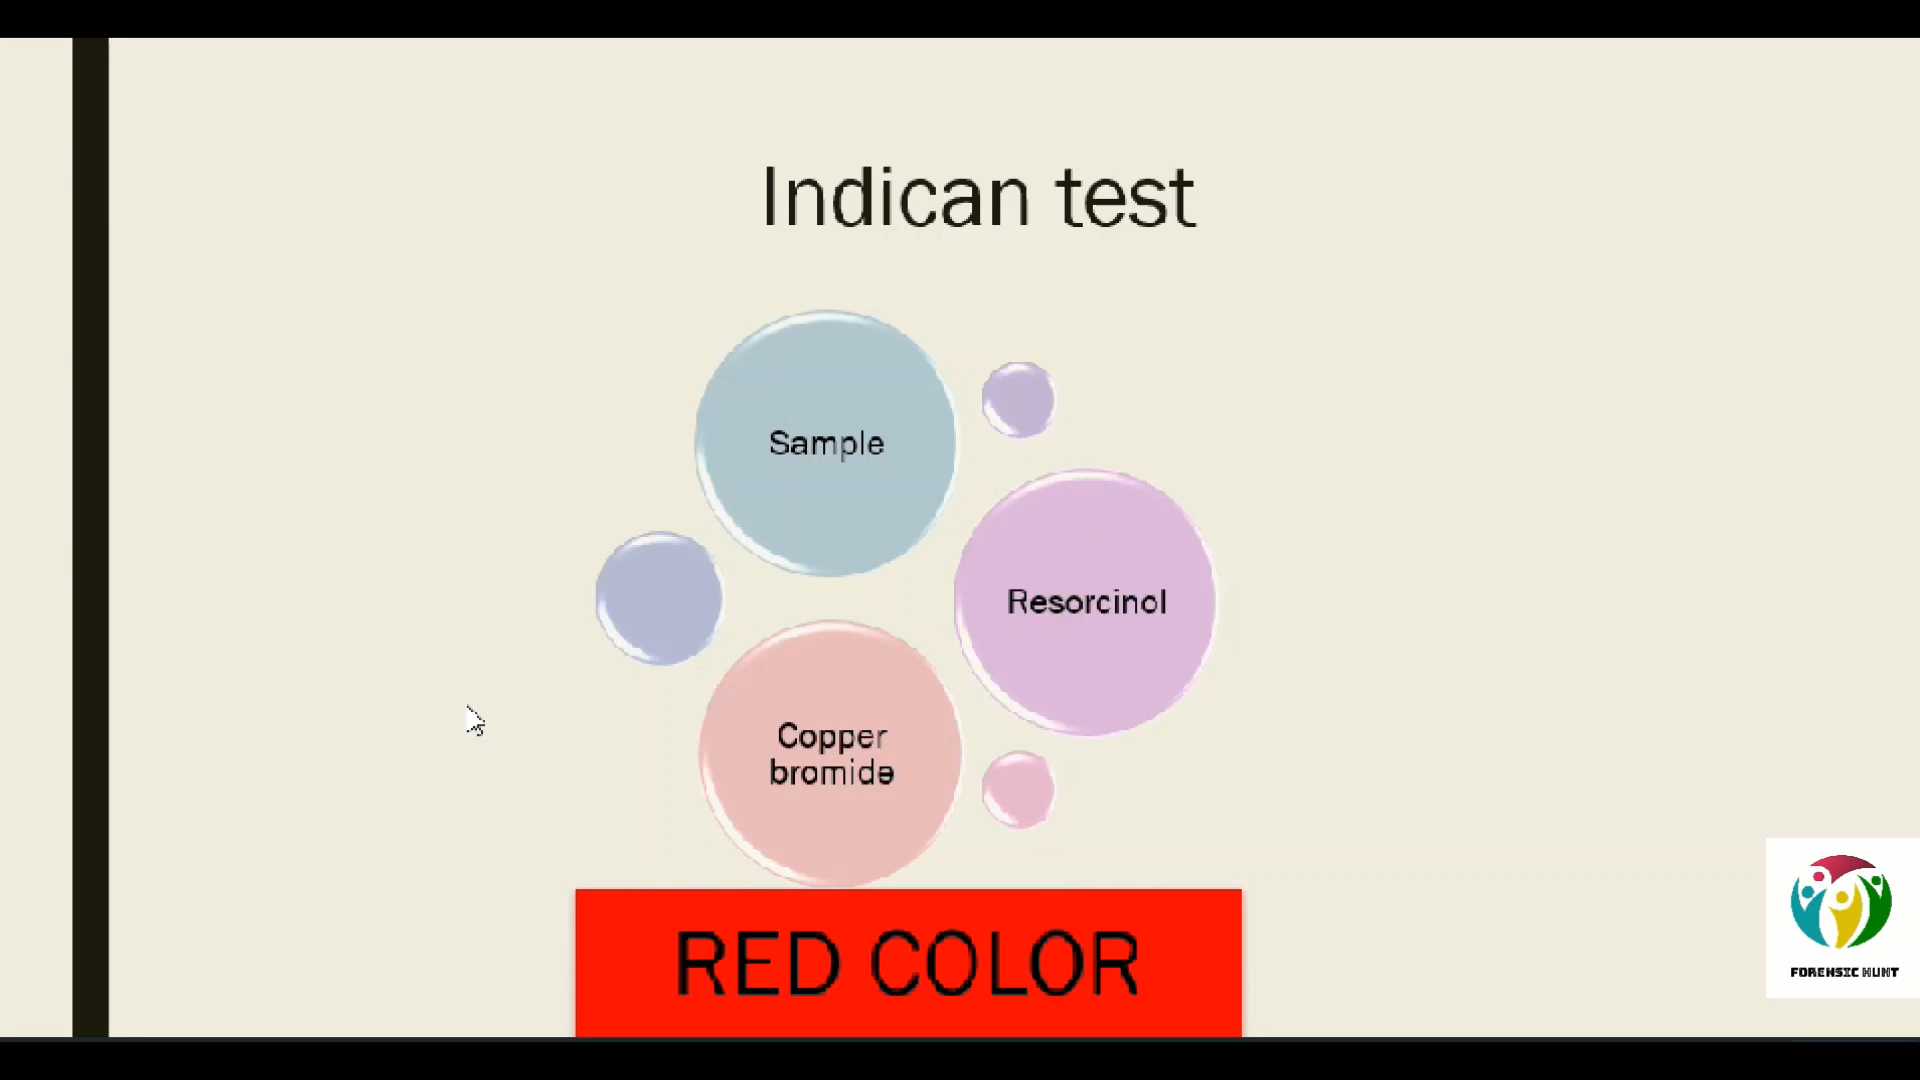 Indican test
Sample
Resorcinol
Copper
bromide
RED COLOR
FORENSIC HUNT